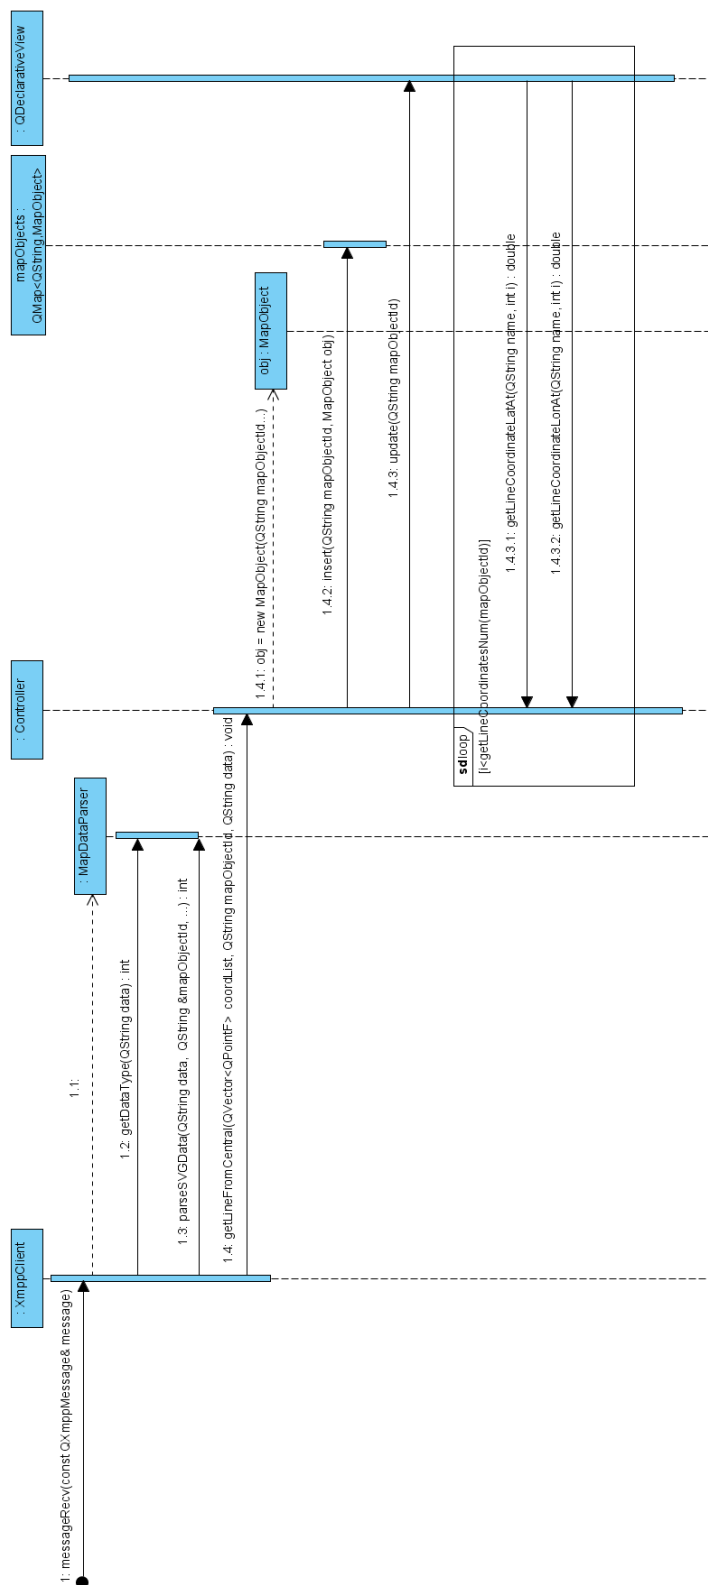 : XmppClient
: MapDataParser
: Controller
obj : MapObject
mapObjects :
QMap<QString,MapObject>
: QDeclarativeView
1: messageRecv(const QXmppMessage& message)
1.1:
1.2: getDataType(QString data) : int
1.3: parseSVGData(QString data, QString &mapObjectId, ...) : int
1.4: getLineFromCentral(QVector<QPointF> coordList, QString mapObjectId, QString data) : void
1.4.1: obj = new MapObject(QString mapObjectId...)
1.4.2: insert(QString mapObjectId, MapObject obj)
1.4.3: update(QString mapObjectId)
sd loop
[i<getLineCoordinatesNum(mapObjectId)]
1.4.3.1: getLineCoordinateLatAt(QString name, int i) : double
1.4.3.2: getLineCoordinateLonAt(QString name, int i) : double